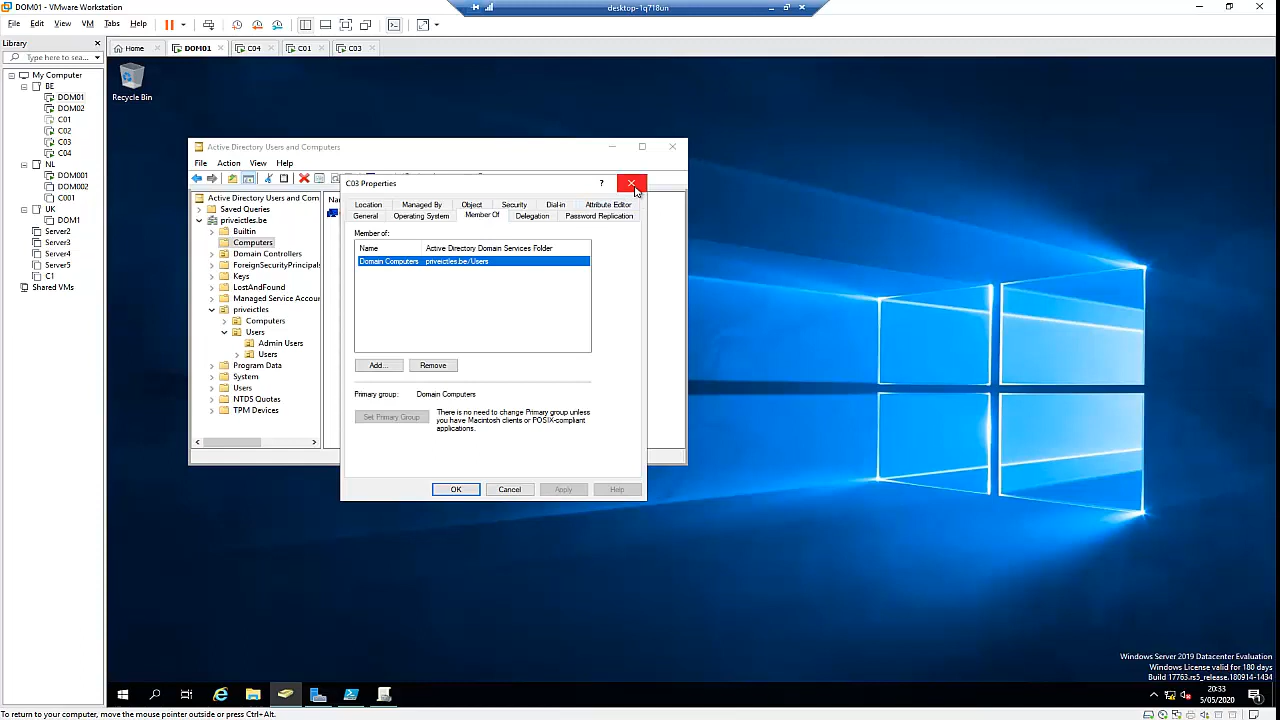 DOM01 - VMware Workstation
desktop-1q718un
File Edit View VM Tabs Help
Library
Type here to sea...
Home DOM01 C04 C01 C03
My Computer
BE
DOM01
DOM02
C01
C02
C03
C04
NL
DOM001
DOM002
C001
UK
DOM1
Server2
Server3
Server4
Server5
C1
Shared VMs
Recycle Bin
Active Directory Users and Computers
File Action View Help
Active Directory Users and Com
Saved Queries
priveictles.be
Builtin
Computers
Domain Controllers
ForeignSecurityPrincipals
Keys
LostAndFound
Managed Service Accour
priveictles
Computers
Users
Admin Users
Users
Program Data
System
Users
NTDS Quotas
TPM Devices
C03 Properties
?
Location Managed By Object Security Dial-in Attribute Editor
General Operating System Member Of Delegation Password Replication
Member of:
Name Active Directory Domain Services Folder
Domain Computers priveictles.be/Users
Add... Remove
Primary group: Domain Computers
Set Primary Group
There is no need to change Primary group unless
you have Macintosh clients or POSIX-compliant
applications.
OK Cancel Apply Help
Windows Server 2019 Datacenter Evaluation
Windows License valid for 180 days
Build 17763.rs5_release.180914-1434
20:33
5/05/2020
To return to your computer, move the mouse pointer outside or press Ctrl+Alt.